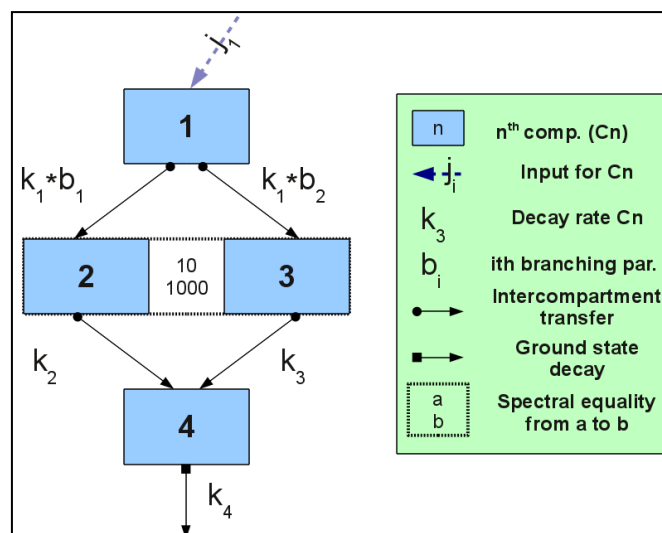 j1
1
k1*b1
k1*b2
2
10
1000
3
k2
k3
4
k4
n
nth comp. (Cn)
ji
Input for Cn
k3
Decay rate Cn
bi
ith branching par.
Intercompartment
transfer
Ground state
decay
a
b
Spectral equality
from a to b